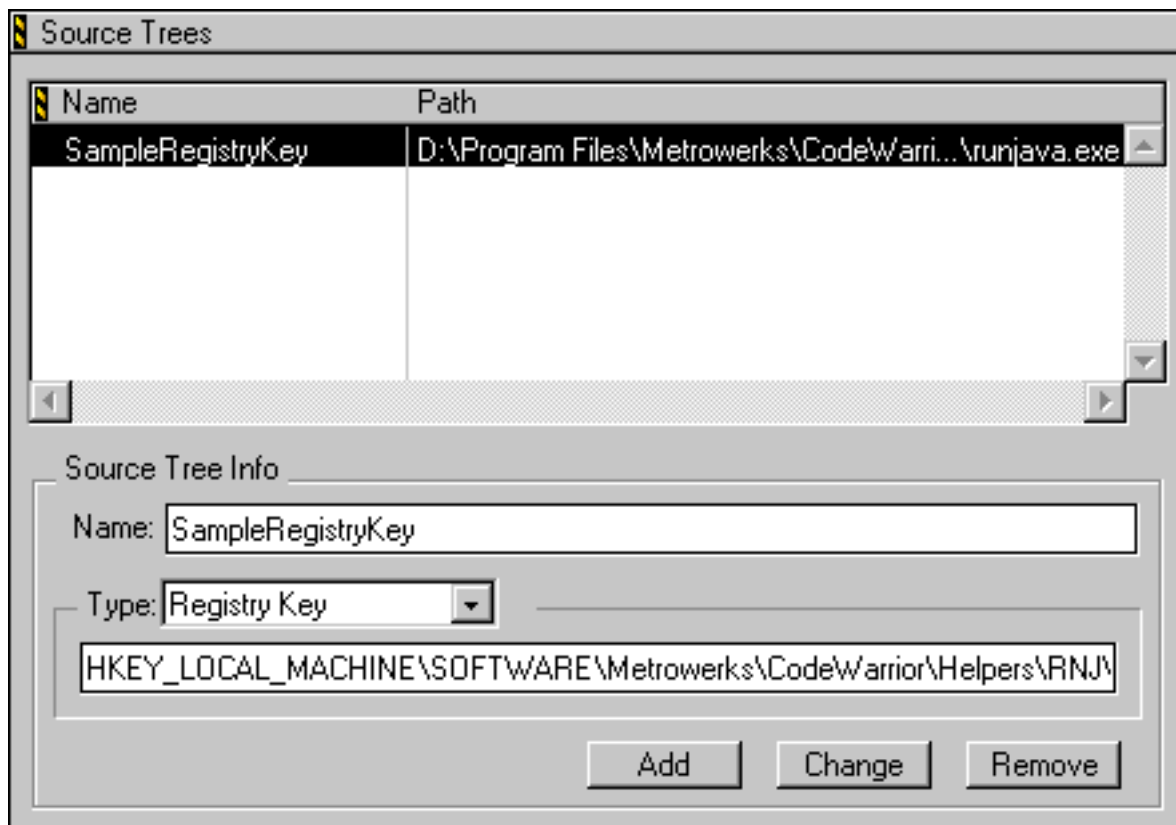 Source Trees
Name Path
SampleRegistryKey D:\Program Files\Metrowerks\CodeWarri...\runjava.exe
Source Tree Info
Name: SampleRegistryKey
Type: Registry Key
HKEY_LOCAL_MACHINE\SOFTWARE\Metrowerks\CodeWarrior\Helpers\RNJ\
Add Change Remove